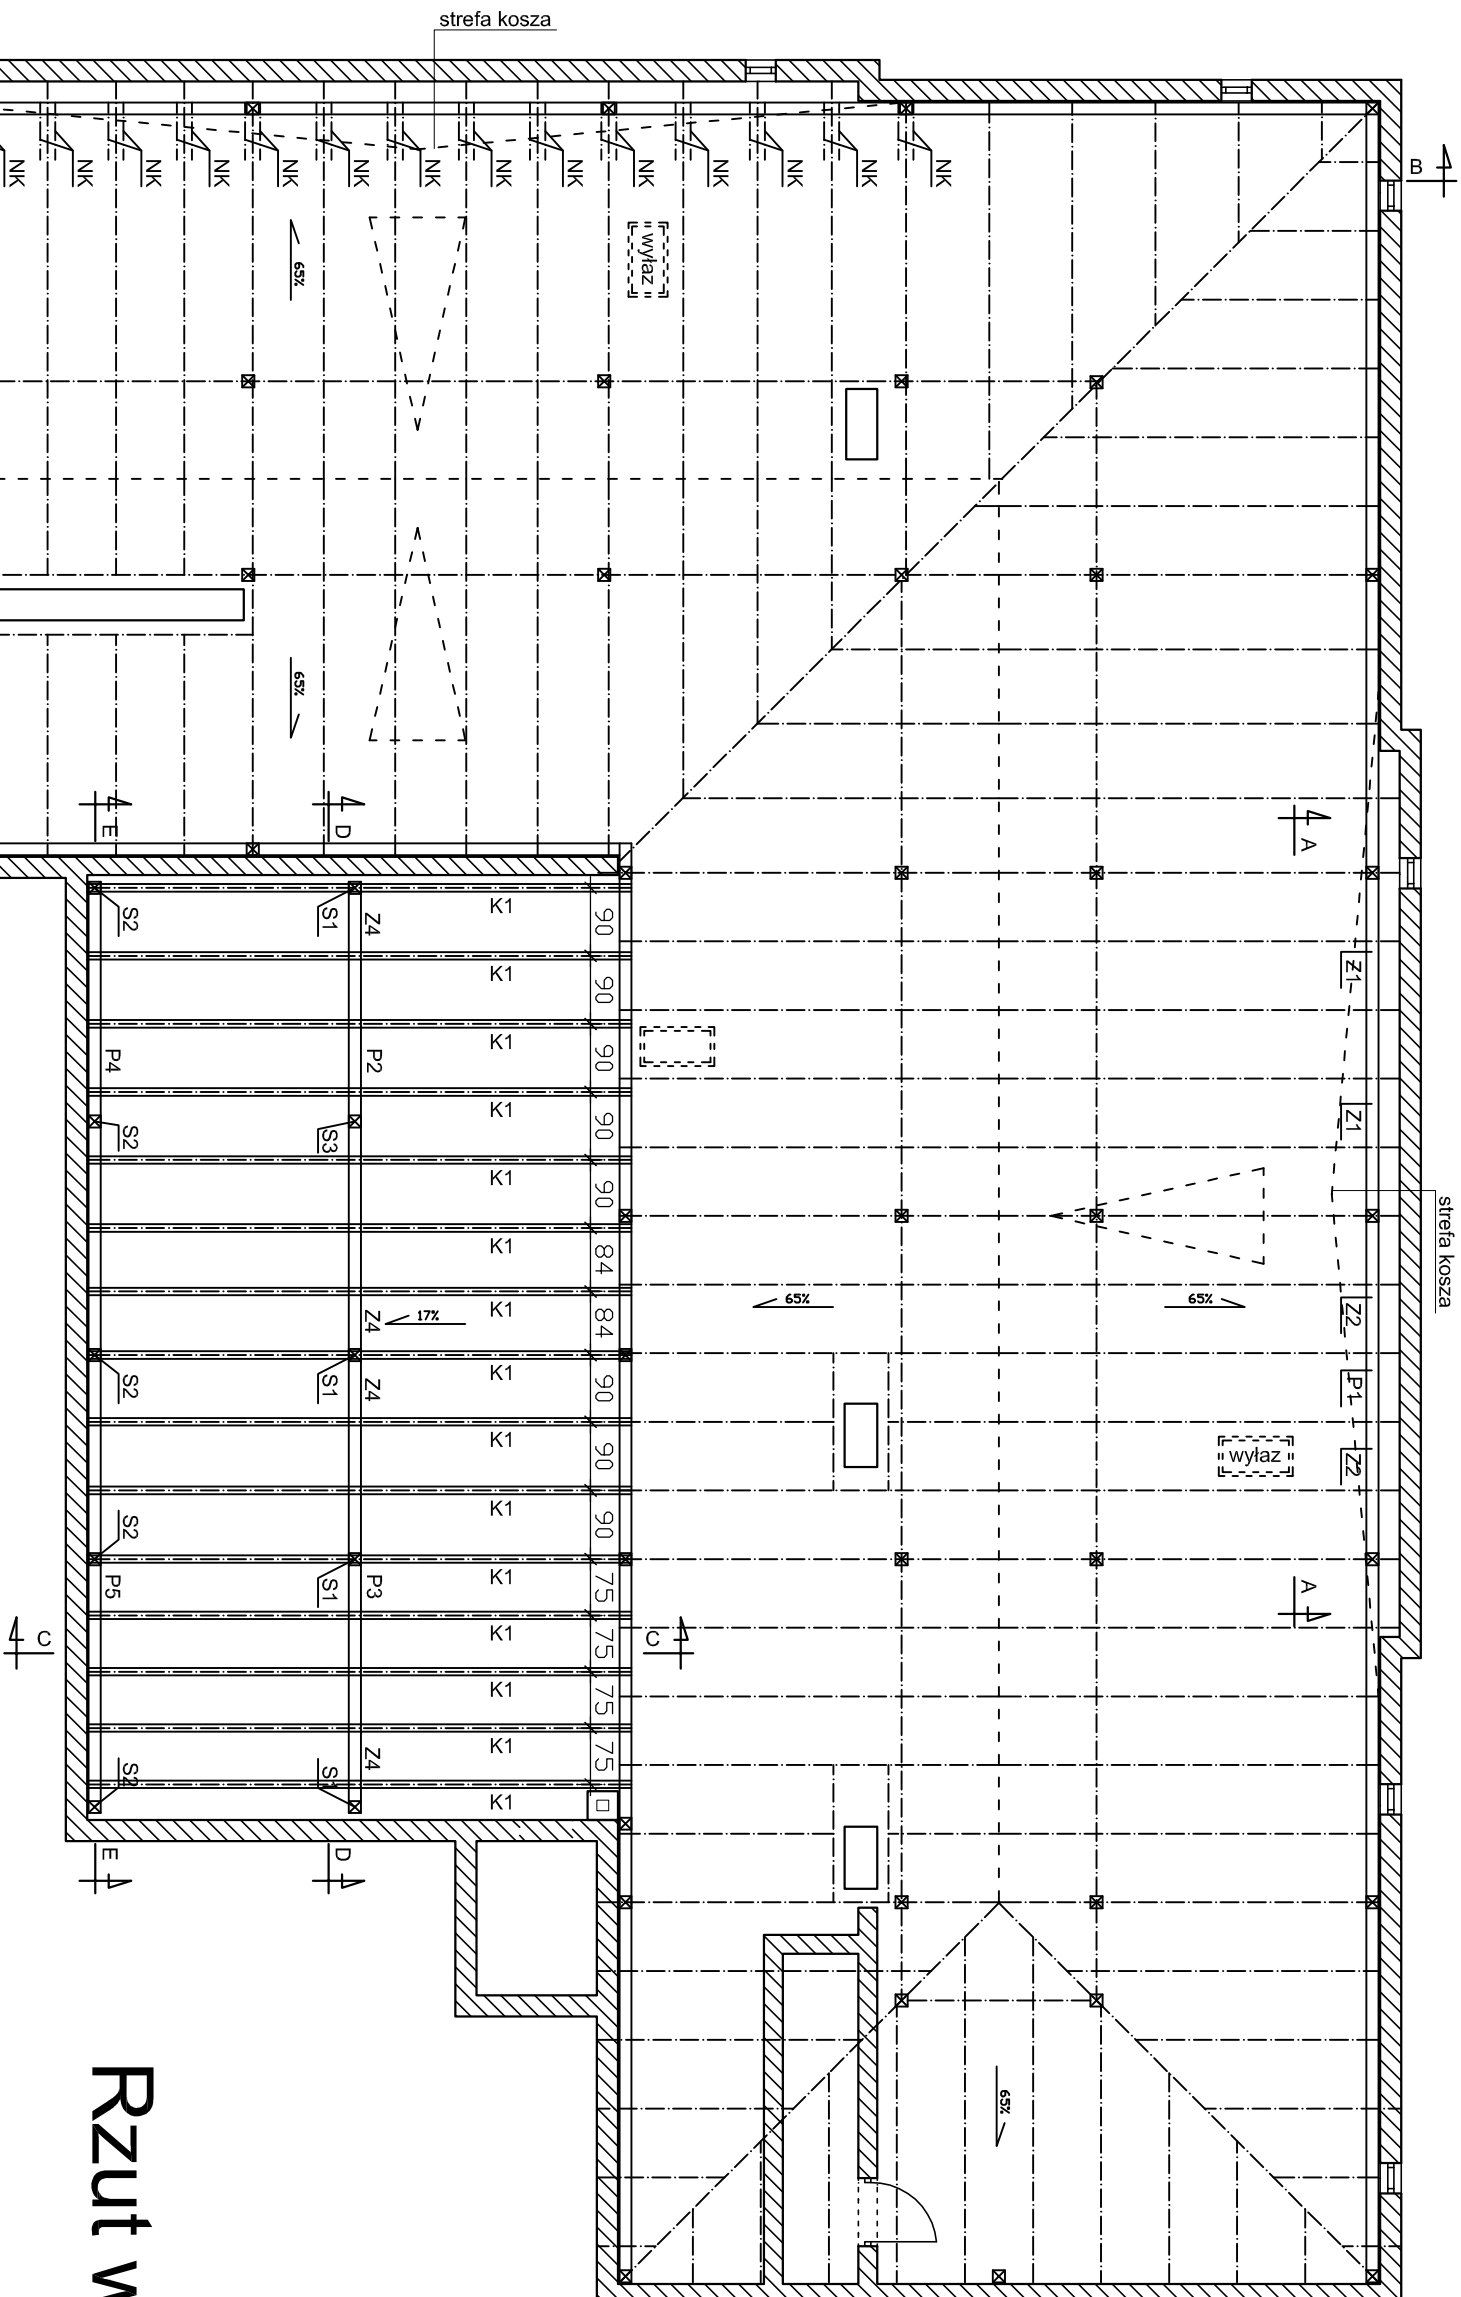 strefa kosza
B
NK
NK
NK
NK
NK
NK
NK
NK
NK
NK
NK
NK
NK
NK
65%
wyłaz
65%
E
D
A
A
Z1
Z1
strefa kosza
Z2
P1
Z2
wyłaz
65%
65%
S2
S1
Z4
K1
90
K1
90
P4
P2
K1
90
S2
S3
K1
90
K1
90
K1
84
Z4
17%
K1
84
S2
S1
Z4
K1
90
K1
90
S2
K1
90
P5
S1
P3
K1
75
C
C
K1
75
K1
75
S2
S1
Z4
K1
75
K1
E
D
65%
Rzut w